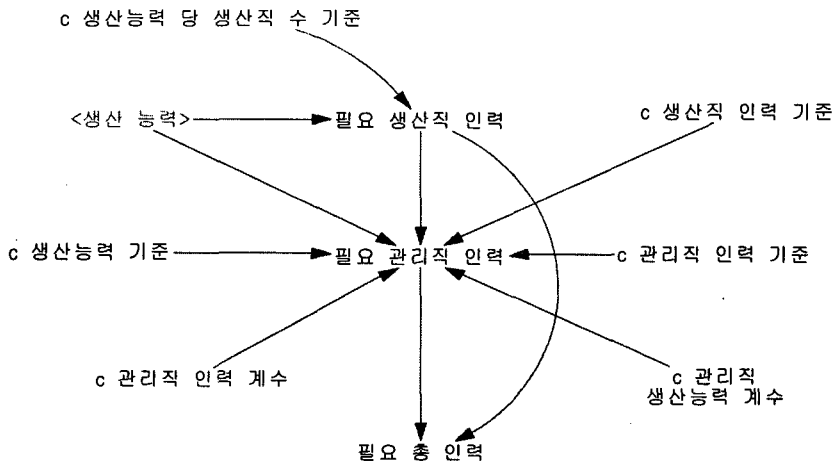 c 생산능력 당 생산직 수 기준
<생산 능력>
필요 생산직 인력
c 생산직 인력 기준
c 생산능력 기준
필요 관리직 인력
c 관리직 인력 기준
c 관리직 인력 계수
c 관리직
생산능력 계수
필요 총 인력